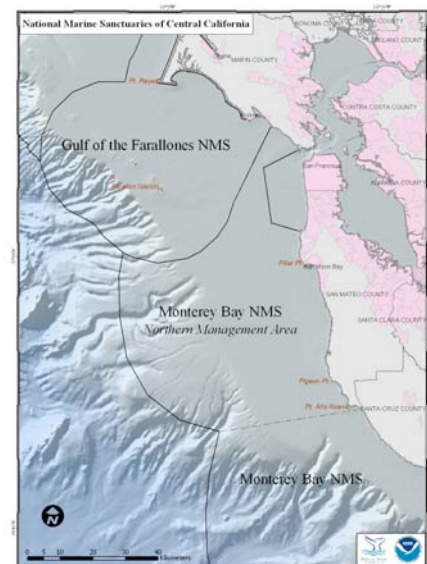 National Marine Sanctuaries of Central California
SONOMA COUNTY
MARIN COUNTY
Pt. Reyes
CONTRA COSTA COUNTY
Gulf of the Farallones NMS
San Francisco
ALAMEDA COUNTY
Farallon Islands
Pillar Pt.
Half Moon Bay
SAN MATEO COUNTY
Monterey Bay NMS
Northern Management Area
SANTA CLARA COUNTY
Pigeon Pt.
Pt. Año Nuevo
SANTA CRUZ COUNTY
Monterey Bay NMS
N
0 5 10 20 30 40
Kilometers